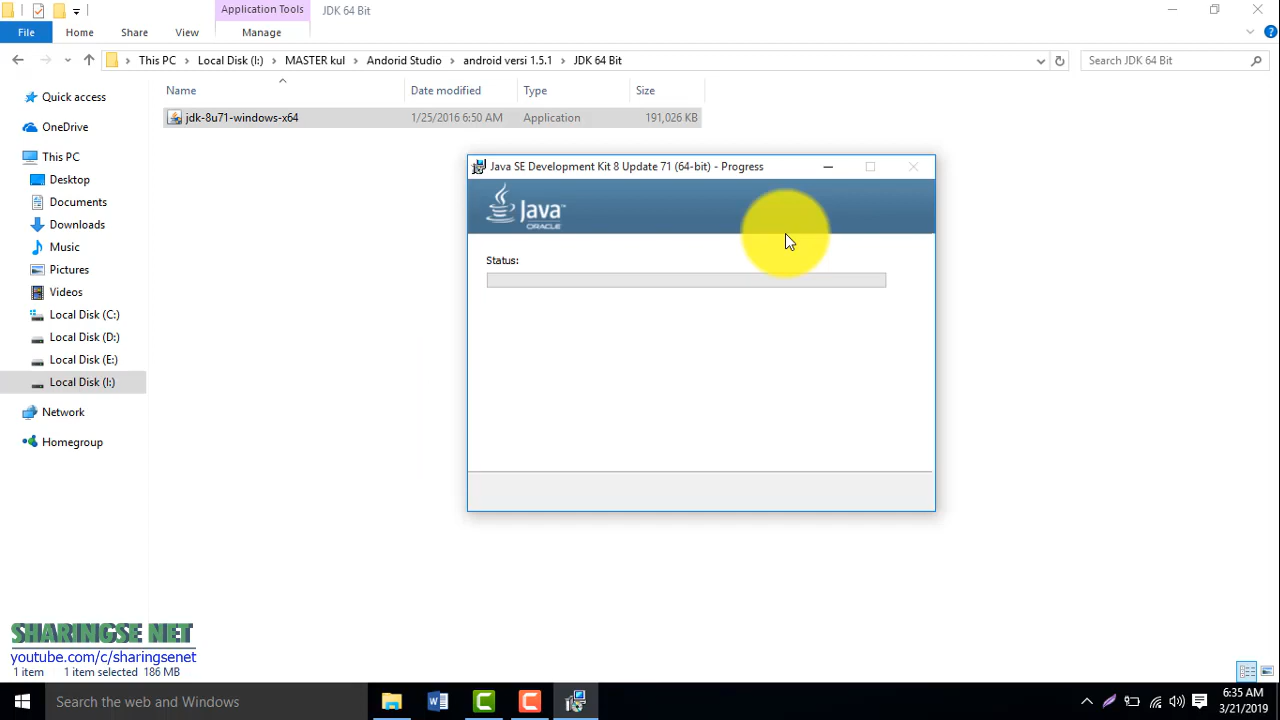 Application Tools
JDK 64 Bit
File
Home
Share
View
Manage
This PC
Local Disk (I:)
MASTER kul
Andorid Studio
android versi 1.5.1
JDK 64 Bit
Search JDK 64 Bit
Name
Date modified
Type
Size
jdk-8u71-windows-x64
1/25/2016 6:50 AM
Application
191,026 KB
Quick access
OneDrive
This PC
Desktop
Documents
Downloads
Music
Pictures
Videos
Local Disk (C:)
Local Disk (D:)
Local Disk (E:)
Local Disk (I:)
Network
Homegroup
Java SE Development Kit 8 Update 71 (64-bit) - Progress
Java
ORACLE
Status:
SHARINGSE NET
youtube.com/c/sharingsenet
1 item
1 item selected 186 MB
Search the web and Windows
6:35 AM
3/21/2019